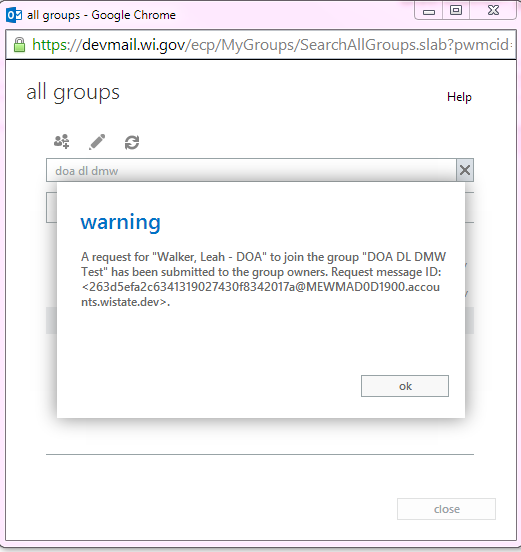 all groups - Google Chrome
https://devmail.wi.gov/ecp/MyGroups/SearchAllGroups.slab?pwmcid=
all groups
Help
doa dl dmw
warning
A request for "Walker, Leah - DOA" to join the group "DOA DL DMW
Test" has been submitted to the group owners. Request message ID:
<263d5efa2c6341319027430f8342017a@MEWMAD0D1900.accou
nts.wistate.dev>.
ok
close